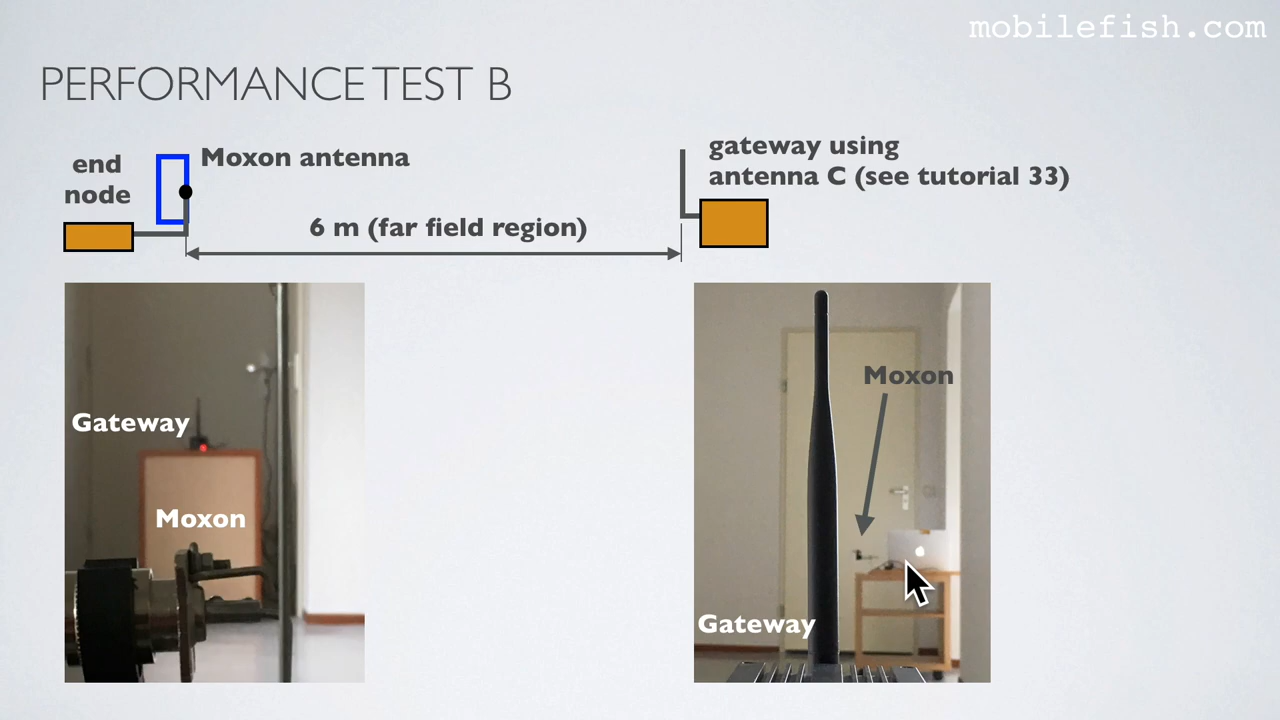 mobilefish.com
PERFORMANCE TEST B
end
node
Moxon antenna
6 m (far field region)
gateway using
antenna C (see tutorial 33)
Gateway
Moxon
Moxon
Gateway